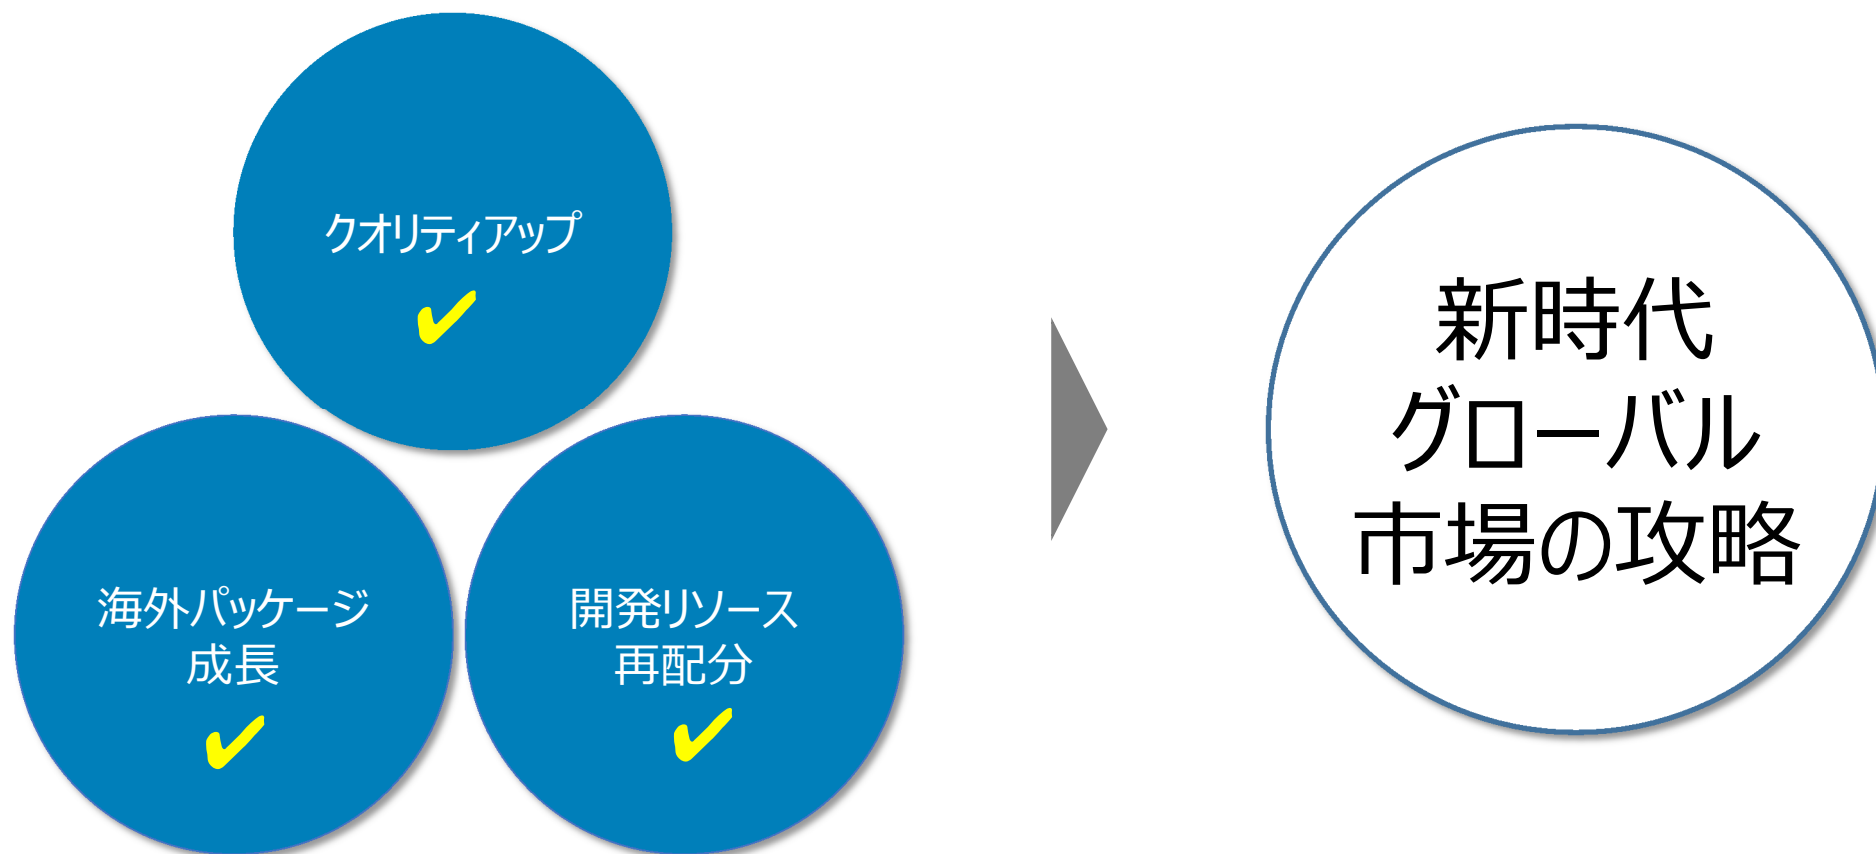 クオリティアップ
✔
海外パッケージ
成長
✔
開発リソース
再配分
✔
新時代
グローバル
市場の攻略